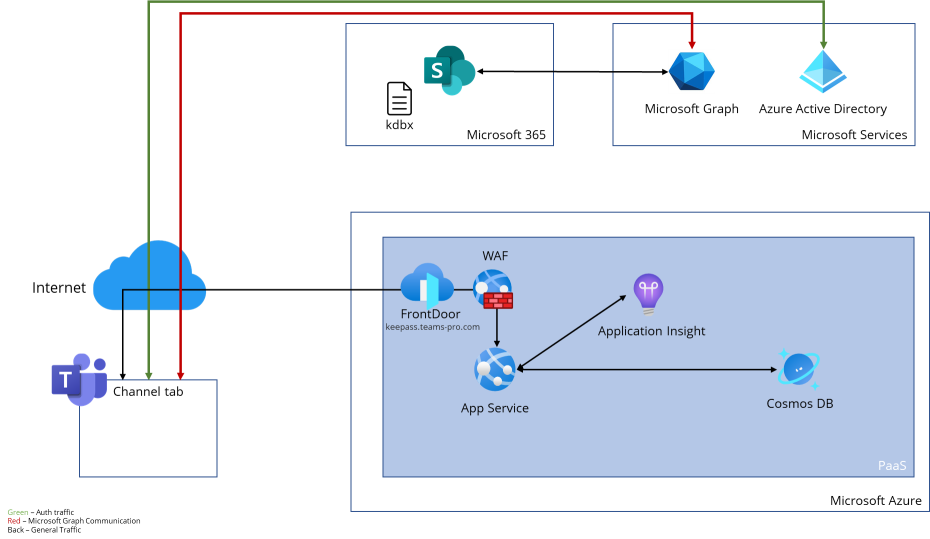 S
kdbx
Microsoft 365
Microsoft Graph
Azure Active Directory
Microsoft Services
Internet
WAF
FrontDoor
keepass.teams-pro.com
Application Insight
App Service
Cosmos DB
PaaS
Microsoft Azure
T
Channel tab
Green – Auth traffic
Red – Microsoft Graph Communication
Back – General Traffic